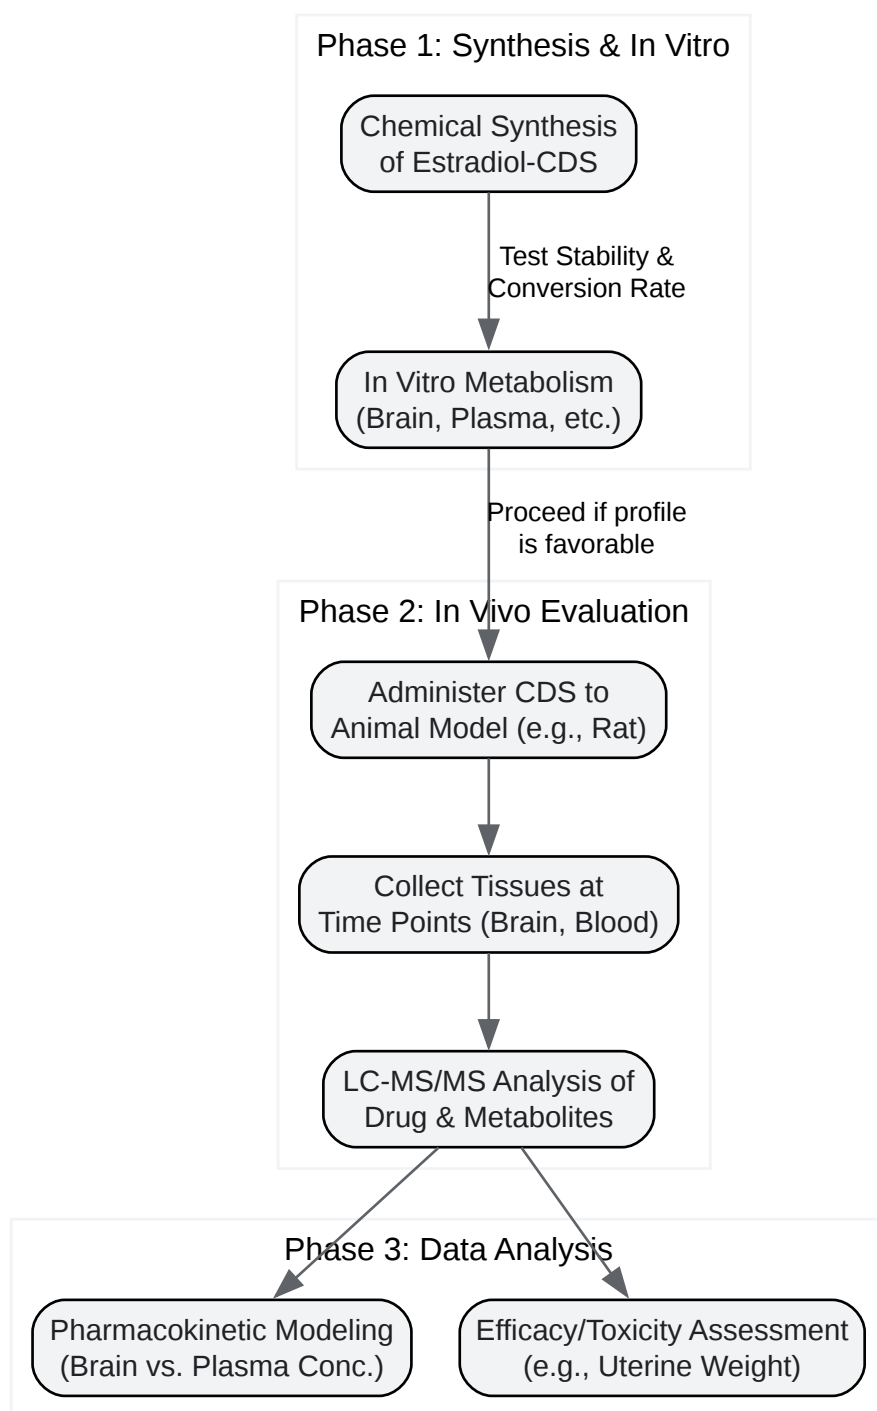 Phase 1: Synthesis & In Vitro
Chemical Synthesis
of Estradiol-CDS
Test Stability &
Conversion Rate
In Vitro Metabolism
(Brain, Plasma, etc.)
Proceed if profile
is favorable
Phase 2: In Vivo Evaluation
Administer CDS to
Animal Model (e.g., Rat)
Collect Tissues at
Time Points (Brain, Blood)
LC-MS/MS Analysis of
Drug & Metabolites
Phase 3: Data Analysis
Pharmacokinetic Modeling
(Brain vs. Plasma Conc.)
Efficacy/Toxicity Assessment
(e.g., Uterine Weight)